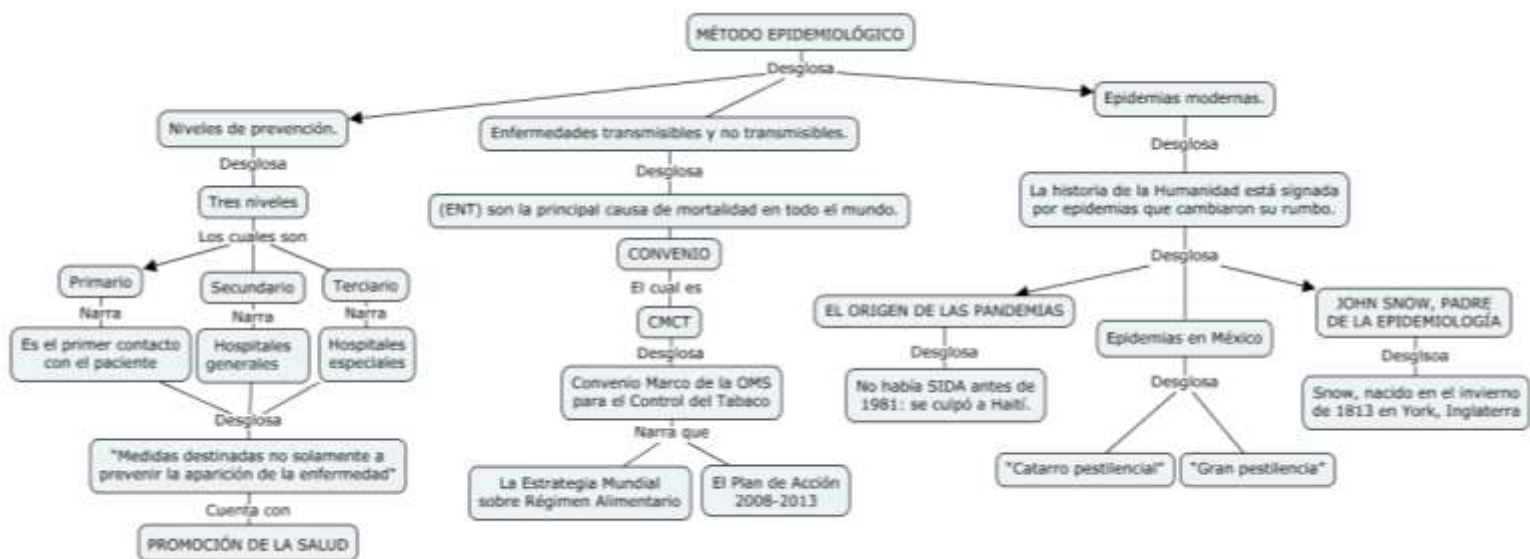 MÉTODO EPIDEMIOLÓGICO
Desglosa
Niveles de prevención.
Desglosa
Tres niveles
Los cuales son
Primario
Narra
Es el primer contacto
con el paciente
Secundario
Narra
Hospitales
generales
Terciario
Narra
Hospitales
especiales
Desglosa
"Medidas destinadas no solamente a
prevenir la aparición de la enfermedad"
Cuenta con
PROMOCIÓN DE LA SALUD
Enfermedades transmisibles y no transmisibles.
Desglosa
(ENT) son la principal causa de mortalidad en todo el mundo.
CONVENIO
El cual es
CMCT
Desglosa
Convenio Marco de la OMS
para el Control del Tabaco
Narra que
La Estrategia Mundial
sobre Régimen Alimentario
El Plan de Acción
2008-2013
Epidemias modernas.
Desglosa
La historia de la Humanidad está signada
por epidemias que cambiaron su rumbo.
Desglosa
EL ORIGEN DE LAS PANDEMIAS
Desglosa
No había SIDA antes de
1981: se culpó a Haití.
Epidemias en México
Desglosa
"Catarro pestilencial"
"Gran pestilencia"
JOHN SNOW, PADRE
DE LA EPIDEMIOLOGÍA
Desglsoa
Snow, nacido en el invierno
de 1813 en York, Inglaterra